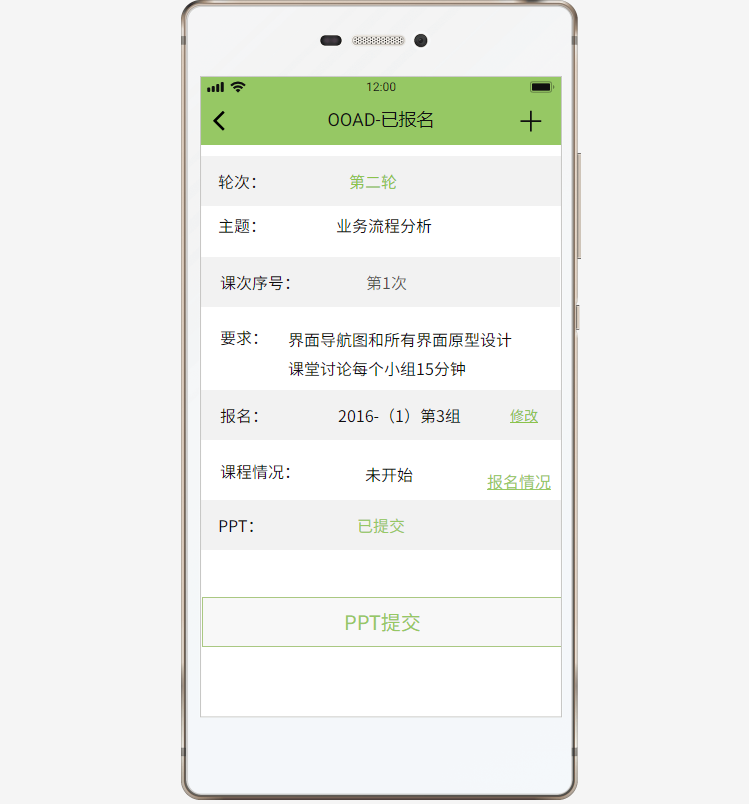 12:00
OOAD-已报名
轮次：
第二轮
主题：
业务流程分析
课次序号：
第1次
要求：
界面导航图和所有界面原型设计
课堂讨论每个小组15分钟
报名：
2016-（1）第3组
修改
课程情况：
未开始
报名情况
PPT：
已提交
PPT提交